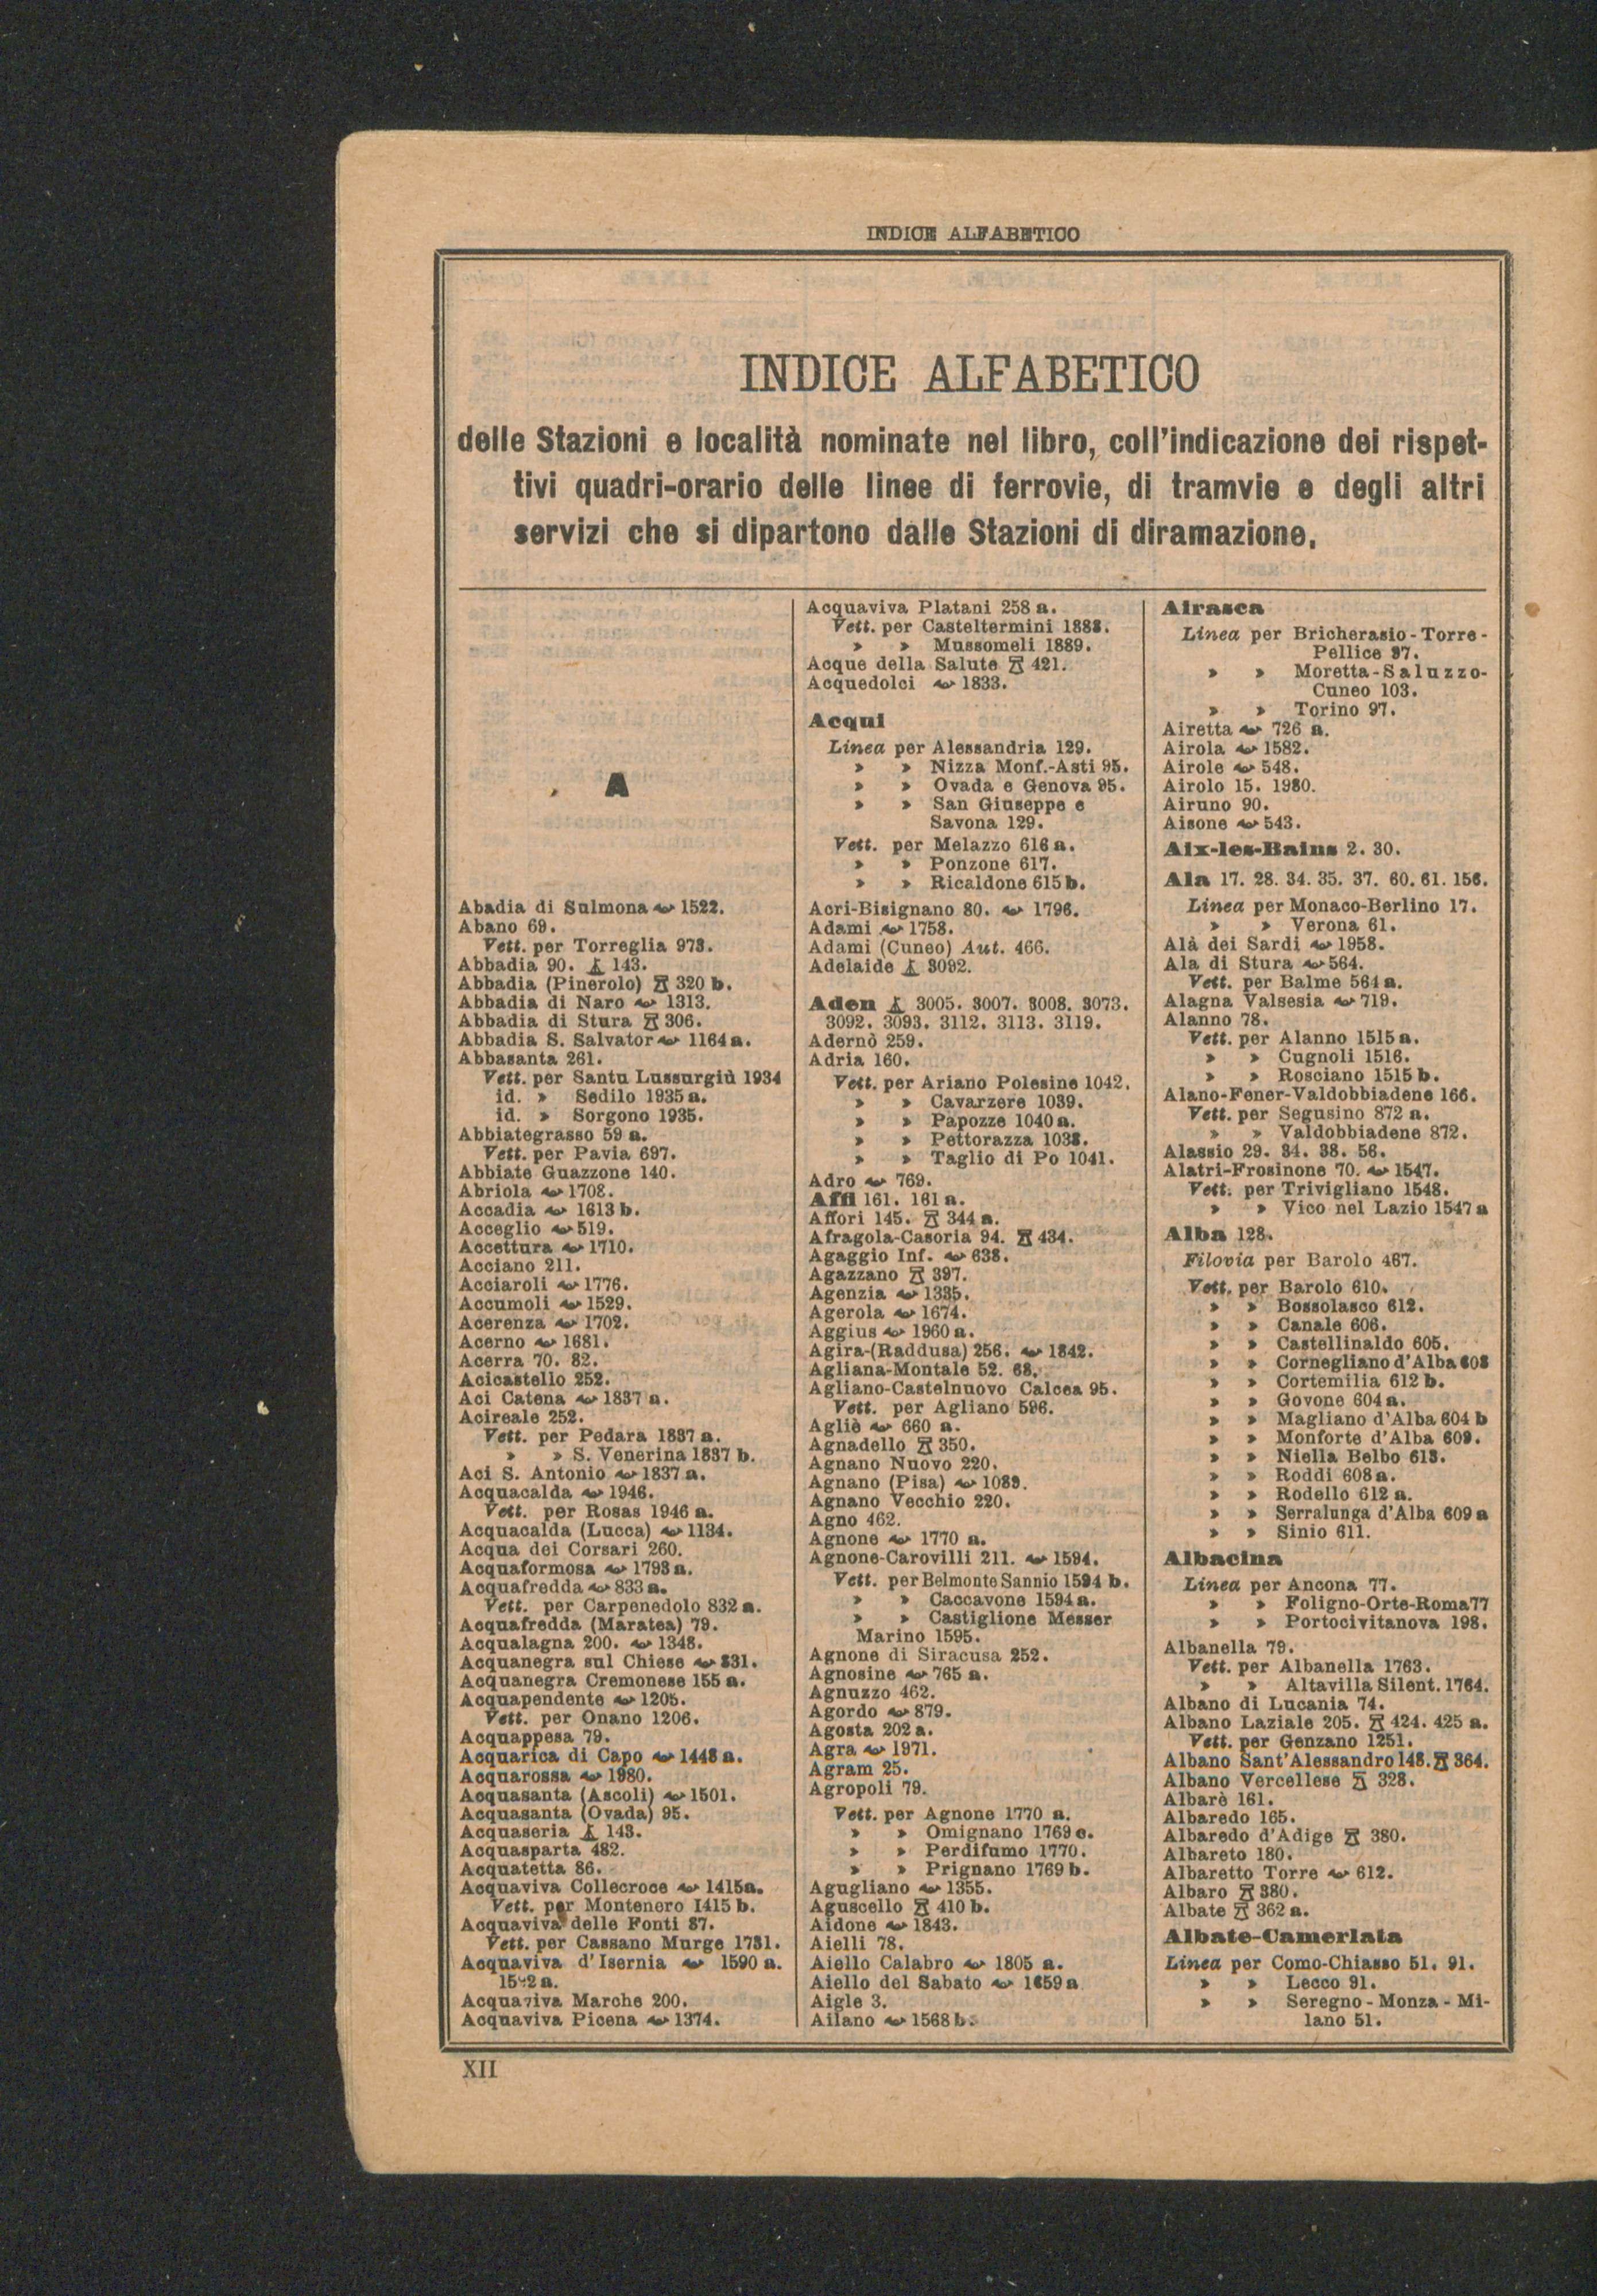 INDICE ALFABETICO
INDICE ALFABETICO
delle Stazioni e località nominate nel libro, coll'indicazione dei rispet-
tivi quadri-orario delle linee di ferrovie, di tramvie e degli altri
servizi che si dipartono dalle Stazioni di diramazione.
A
Abadia di Sulmona 1522.
Abano 69.
Vett. per Torreglia 973.
Abbadia 90. 143.
Abbadia (Pinerolo) 320 b.
Abbadia di Naro 1313.
Abbadia di Stura 306.
Abbadia S. Salvator 1164 a.
Abbasanta 261.
Vett. per Santu Lussurgiù 1934
id. » Sedilo 1935 a.
id. » Sorgono 1935.
Abbiategrasso 59 a.
Vett. per Pavia 697.
Abbiate Guazzone 140.
Abriola 1708.
Accadia 1613 b.
Acceglio 519.
Accettura 1710.
Acciano 211.
Acciaroli 1776.
Accumoli 1529.
Acerenza 1702.
Acerno 1681.
Acerra 70. 82.
Acicastello 252.
Aci Catena 1837 a.
Acireale 252.
Vett. per Pedara 1837 a.
» » S. Venerina 1837 b.
Aci S. Antonio 1837 a.
Acquacalda 1946.
Vett. per Rosas 1946 a.
Acquacalda (Lucca) 1134.
Acqua dei Corsari 260.
Acquaformosa 1793 a.
Acquafredda 833 a.
Vett. per Carpenedolo 832 a.
Acquafredda (Maratea) 79.
Acqualagna 200. 1348.
Acquanegra sul Chiese 831.
Acquanegra Cremonese 155 a.
Acquapendente 1205.
Vett. per Onano 1206.
Acquappesa 79.
Acquarica di Capo 1448 a.
Acquarossa 1980.
Acquasanta (Ascoli) 1501.
Acquasanta (Ovada) 95.
Acquaseria 143.
Acquasparta 482.
Acquatetta 86.
Acquaviva Collecroce 1415a.
Vett. per Montenero 1415 b.
Acquaviva delle Fonti 87.
Vett. per Cassano Murge 1731.
Acquaviva d'Isernia 1590 a.
Acquaviva Marche 200.
Acquaviva Picena 1374.
Acquaviva Platani 258 a.
Vett. per Casteltermini 1888.
» » Mussomeli 1889.
Acque della Salute 421.
Acquedolci 1833.
Acqui
Linea per Alessandria 129.
» » Nizza Monf.-Asti 95.
» » Ovada e Genova 95.
» » San Giuseppe e
Savona 129.
Vett. per Melazzo 616 a.
» » Ponzone 617.
» » Ricaldone 615 b.
Acri-Bisignano 80. 1796.
Adami 1758.
Adami (Cuneo) Aut. 466.
Adelaide 3092.
Aden 3005. 3007. 3008. 3073.
3092. 3093. 3112. 3113. 3119.
Adernò 259.
Adria 160.
Vett. per Ariano Polesine 1042.
» » Cavarzere 1039.
» » Papozze 1040 a.
» » Pettorazza 1038.
» » Taglio di Po 1041.
Adro 769.
Affi 161. 161 a.
Affori 145. 344 a.
Afragola-Casoria 94. 434.
Agaggio Inf. 638.
Agazzano 397.
Agenzia 1335.
Agerola 1674.
Aggius 1960 a.
Agira-(Raddusa) 256. 1842.
Agliana-Montale 52. 68.
Agliano-Castelnuovo Calcea 95.
Vett. per Agliano 596.
Agliè 660 a.
Agnadello 350.
Agnano Nuovo 220.
Agnano (Pisa) 1089.
Agnano Vecchio 220.
Agno 462.
Agnone 1770 a.
Agnone-Carovilli 211. 1594.
Vett. per Belmonte Sannio 1594 b.
» » Caccavone 1594 a.
» » Castiglione Messer
Marino 1595.
Agnone di Siracusa 252.
Agnosine 765 a.
Agnuzzo 462.
Agordo 879.
Agosta 202 a.
Agra 1971.
Agram 25.
Agropoli 79.
Vett. per Agnone 1770 a.
» » Omignano 1769 c.
» » Perdifumo 1770.
» » Prignano 1769 b.
Agugliano 1355.
Aguscello 410 b.
Aidone 1843.
Aielli 78.
Aiello Calabro 1805 a.
Aiello del Sabato 1659 a
Aigle 3.
Ailano 1568 b.
Airasca
Linea per Bricherasio-Torre-
Pellice 97.
» » Moretta-Saluzzo-
Cuneo 103.
» » Torino 97.
Airetta 726 a.
Airola 1582.
Airole 548.
Airolo 15. 1980.
Airuno 90.
Aisone 543.
Aix-les-Bains 2. 30.
Ala 17. 28. 34. 35. 37. 60. 61. 156.
Linea per Monaco-Berlino 17.
» » Verona 61.
Alà dei Sardi 1958.
Ala di Stura 564.
Vett. per Balme 564 a.
Alagna Valsesia 719.
Alanno 78.
Vett. per Alanno 1515 a.
» » Cugnoli 1516.
» » Rosciano 1515 b.
Alano-Fener-Valdobbiadene 166.
Vett. per Segusino 872 a.
» » Valdobbiadene 872.
Alassio 29. 34. 38. 56.
Alatri-Frosinone 70. 1547.
Vett. per Trivigliano 1548.
» » Vico nel Lazio 1547 a
Alba 128.
Filovia per Barolo 467.
Vett. per Barolo 610.
» » Bossolasco 612.
» » Canale 606.
» » Castellinaldo 605.
» » Cornegliano d'Alba 608
» » Cortemilia 612 b.
» » Govone 604 a.
» » Magliano d'Alba 604 b
» » Monforte d'Alba 609.
» » Niella Belbo 613.
» » Roddi 608 a.
» » Rodello 612 a.
» » Serralunga d'Alba 609 a
» » Sinio 611.
Albacina
Linea per Ancona 77.
» » Foligno-Orte-Roma 77
» » Portocivitanova 198.
Albanella 79.
Vett. per Albanella 1763.
» » Altavilla Silent. 1764.
Albano di Lucania 74.
Albano Laziale 205. 424. 425 a.
Vett. per Genzano 1251.
Albano Sant'Alessandro 148. 364.
Albano Vercellese 328.
Albarè 161.
Albaredo 165.
Albaredo d'Adige 380.
Albareto 180.
Albaretto Torre 612.
Albaro 380.
Albate 362 a.
Albate-Camerlata
Linea per Como-Chiasso 51. 91.
» » Lecco 91.
» » Seregno - Monza - Mi-
lano 51.
XII